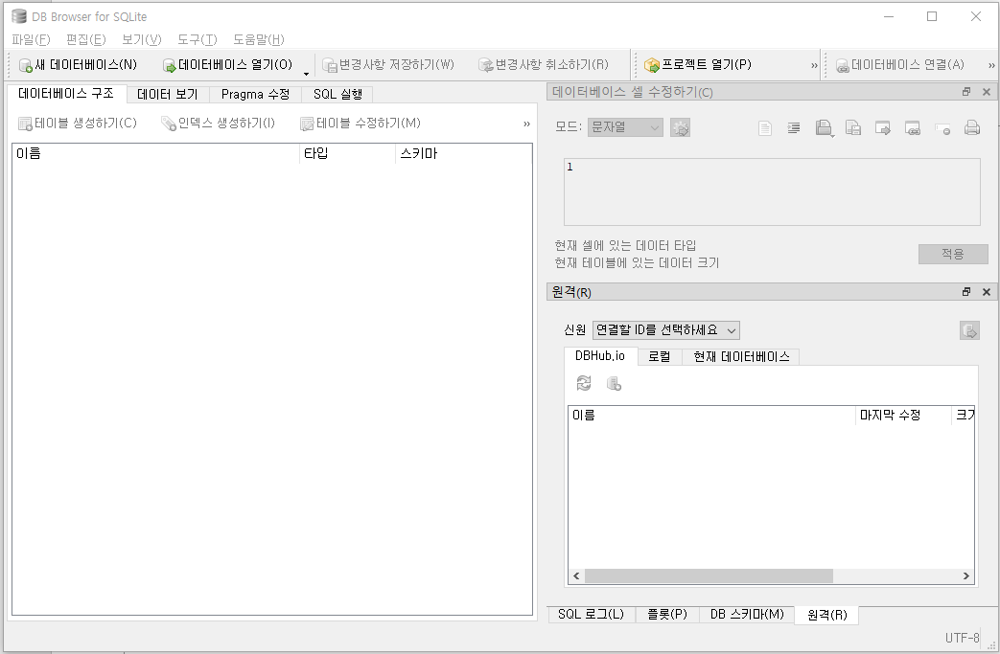 DB Browser for SQLite
파일(F) 편집(E) 보기(V) 도구(T) 도움말(H)
새 데이터베이스(N) 데이터베이스 열기(O) 변경사항 저장하기(W) 변경사항 취소하기(R) 프로젝트 열기(P) » 데이터베이스 연결(A) »
데이터베이스 구조 데이터 보기 Pragma 수정 SQL 실행
테이블 생성하기(C) 인덱스 생성하기(I) 테이블 수정하기(M) »
이름 타입 스키마
데이터베이스 셀 수정하기(C)
모드: 문자열
1
현재 셀에 있는 데이터 타입
현재 테이블에 있는 데이터 크기
적용
원격(R)
신원 연결할 ID를 선택하세요
DBHub.io 로컬 현재 데이터베이스
이름 마지막 수정 크기
SQL 로그(L) 플롯(P) DB 스키마(M) 원격(R)
UTF-8